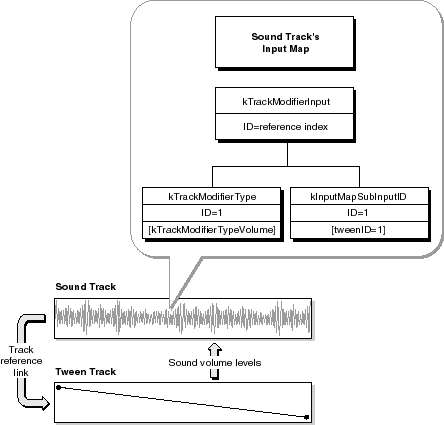 Sound Track's
Input Map
kTrackModifierInput
ID=reference index
kTrackModifierType
ID=1
[kTrackModifierTypeVolume]
kInputMapSubInputID
ID=1
[tweenID=1]
Sound Track
Track
reference
link
Sound volume levels
Tween Track